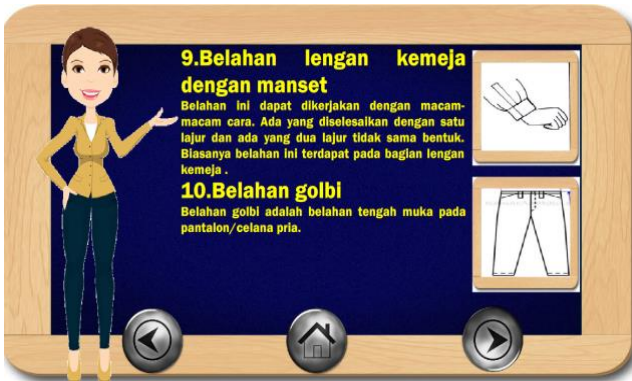 9.Belahan lengan kemeja
dengan manset
Belahan ini dapat dikerjakan dengan macam-
macam cara. Ada yang diselesaikan dengan satu
lajur dan ada yang dua lajur tidak sama bentuk.
Biasanya belahan ini terdapat pada bagian lengan
kemeja .
10.Belahan golbi
Belahan golbi adalah belahan tengah muka pada
pantalon/celana pria.